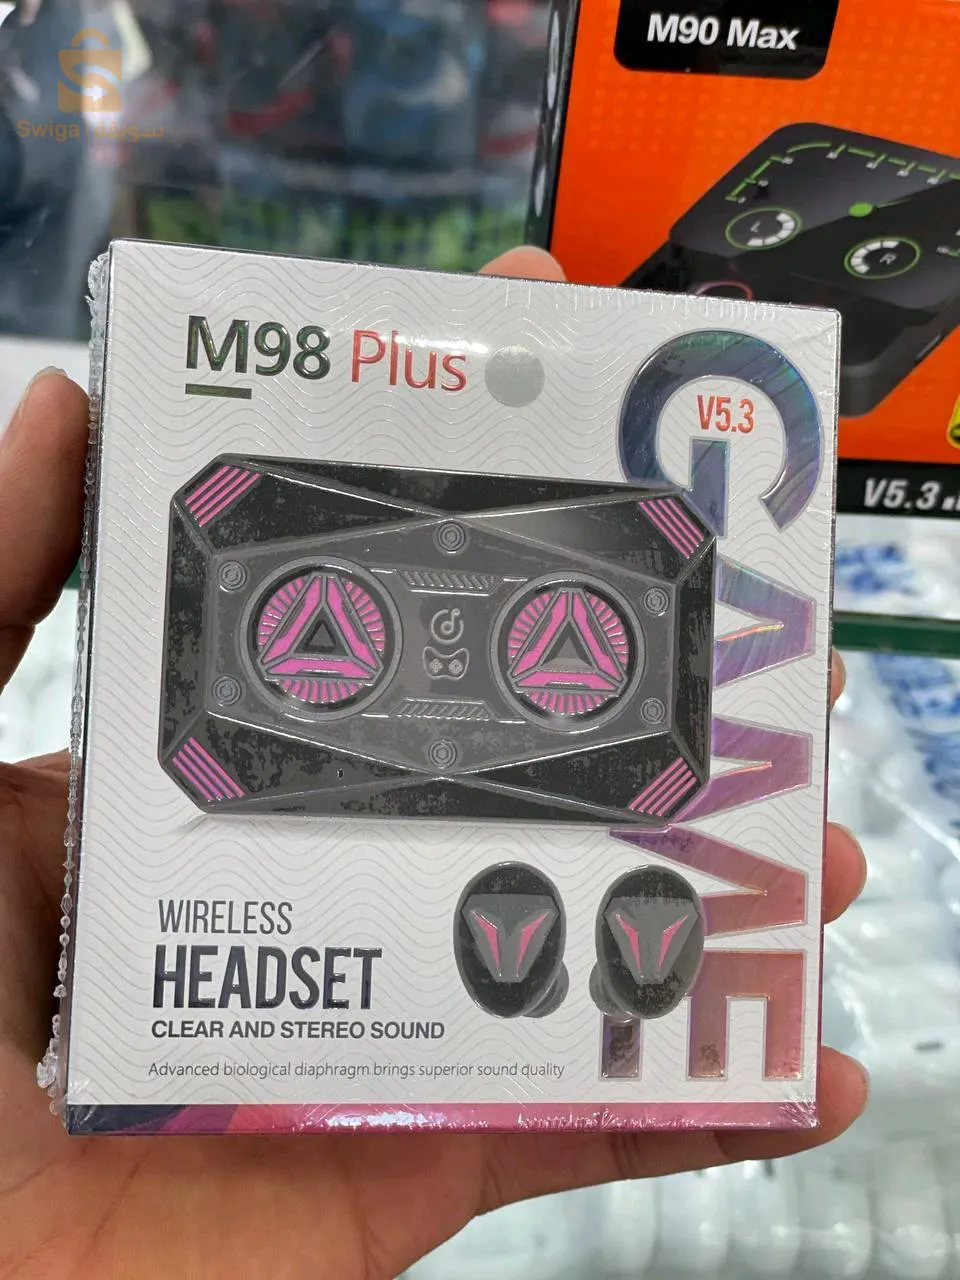 Swiga سويقة
M90 Max
L
R
V5.3
M98 Plus
V5.3
GAME
WIRELESS
HEADSET
CLEAR AND STEREO SOUND
Advanced biological diaphragm brings superior sound quality